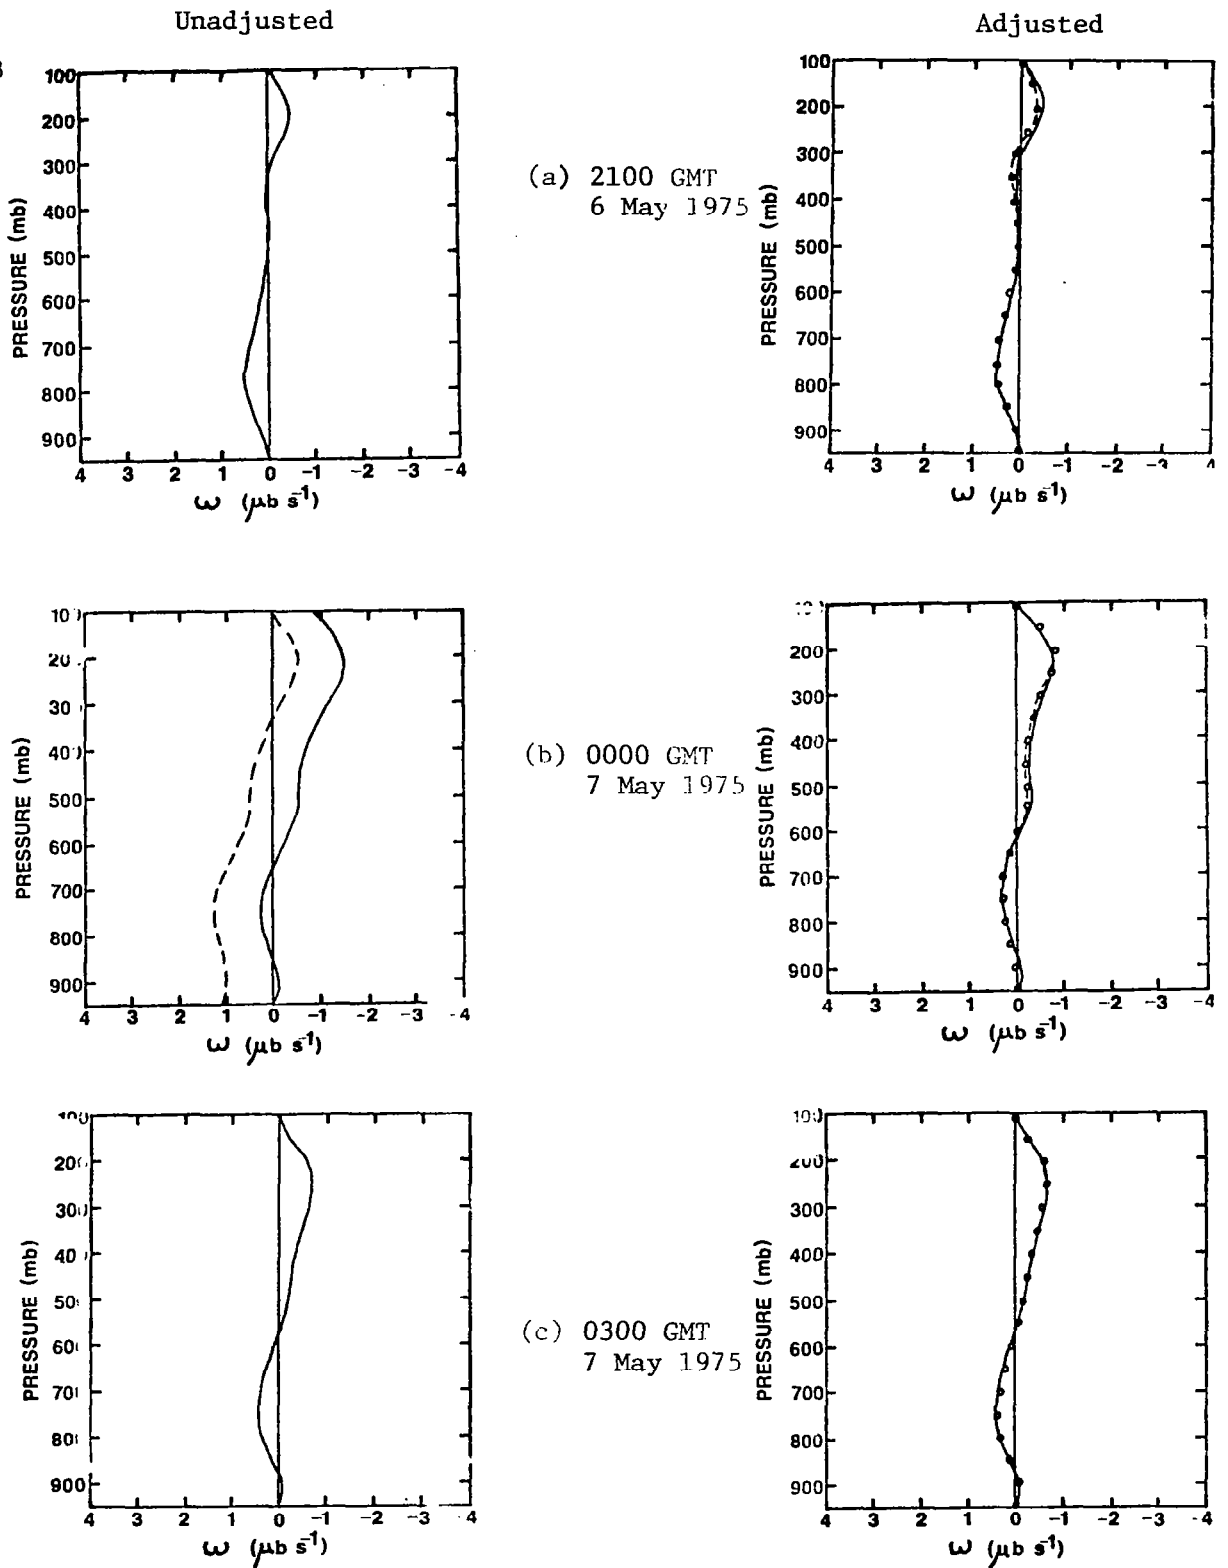 Unadjusted
Adjusted
100
200
300
400
500
600
700
800
900
PRESSURE (mb)
4 3 2 1 0 -1 -2 -3 -4
ω (μb s⁻¹)
(a) 2100 GMT
6 May 1975
100
200
300
400
500
600
700
800
900
PRESSURE (mb)
4 3 2 1 0 -1 -2 -3
ω (μb s⁻¹)
500
600
700
800
900
PRESSURE (mb)
4 3 2 1 0 -1 -2 -3 -4
ω (μb s⁻¹)
(b) 0000 GMT
7 May 1975
200
300
400
500
600
700
800
900
PRESSURE (mb)
4 3 2 1 0 -1 -2 -3 -4
ω (μb s⁻¹)
900
PRESSURE (mb)
4 3 2 1 0 -1 -2 -3 -4
ω (μb s⁻¹)
(c) 0300 GMT
7 May 1975
300
400
500
600
700
800
900
PRESSURE (mb)
4 3 2 1 0 -1 -2 -3 -4
ω (μb s⁻¹)